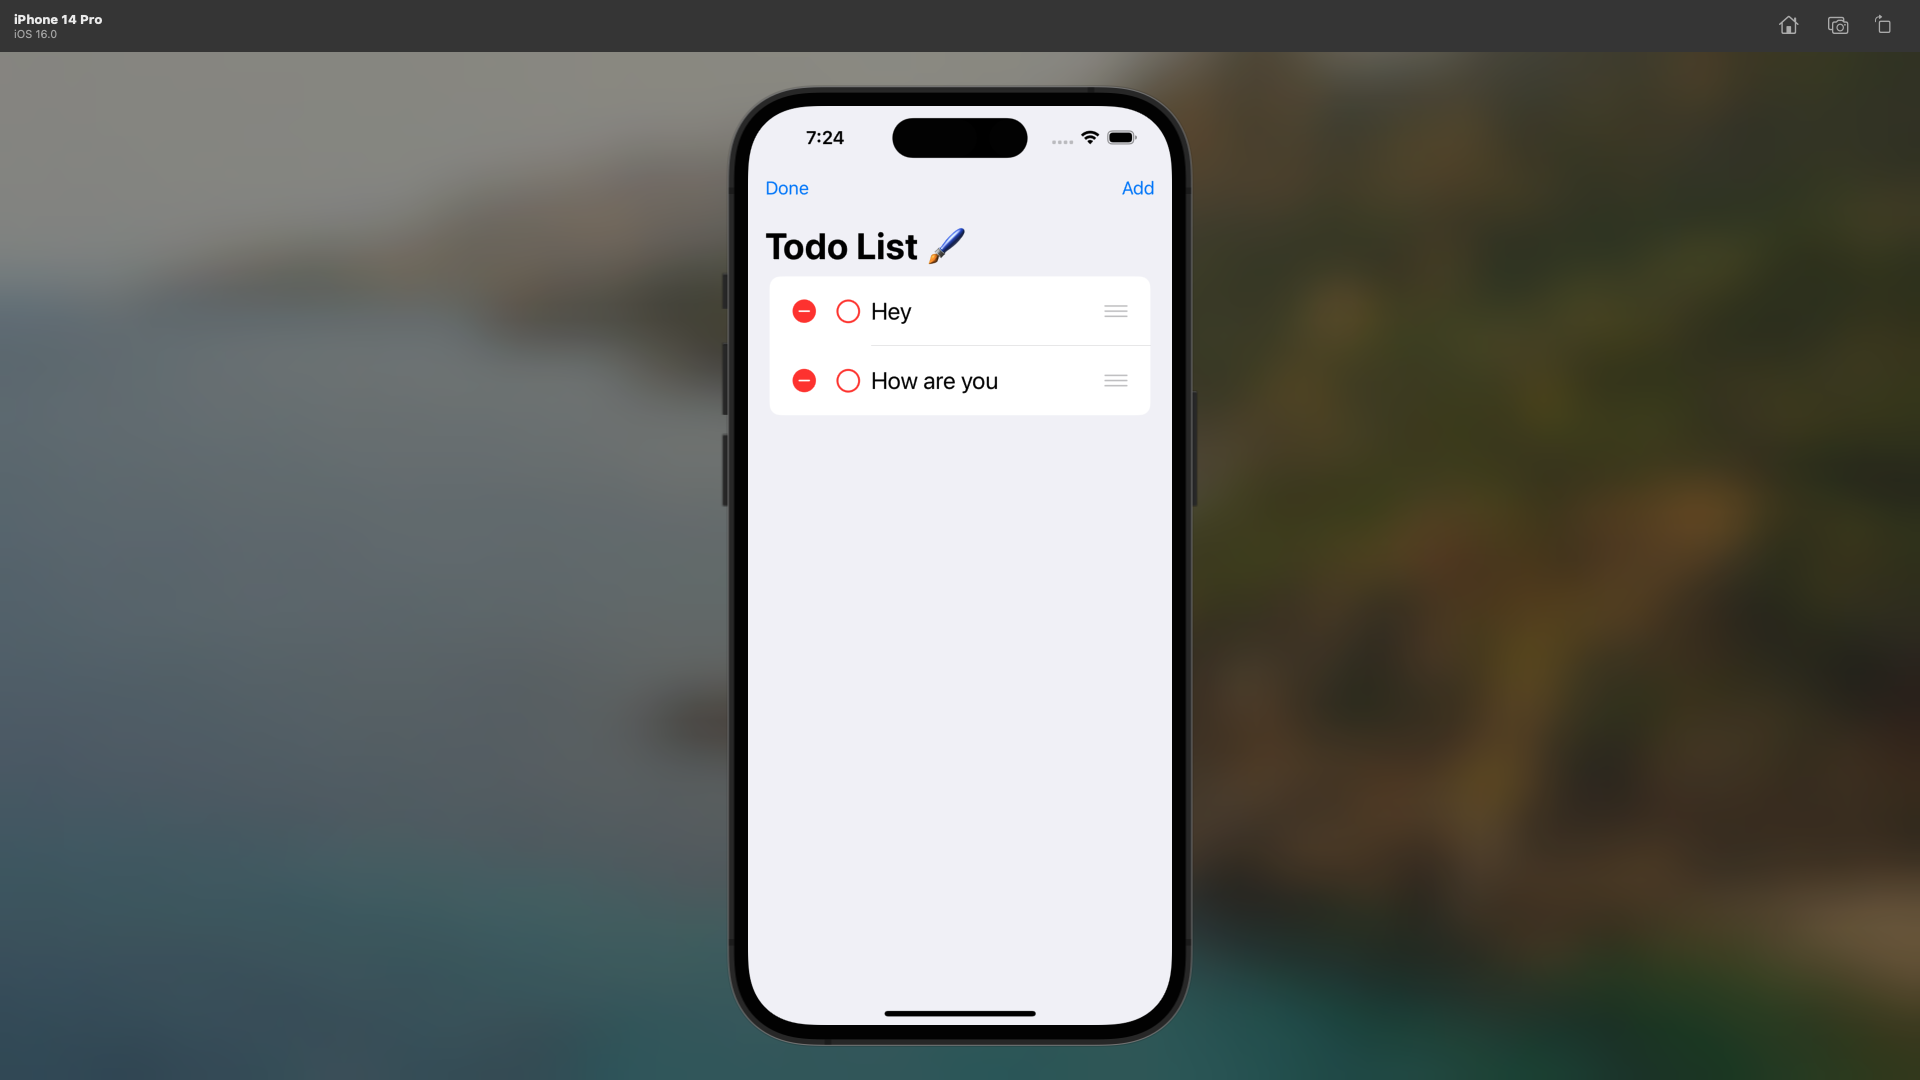 iPhone 14 Pro
iOS 16.0
7:24
Done Add
Todo List 🖌️
Hey
How are you